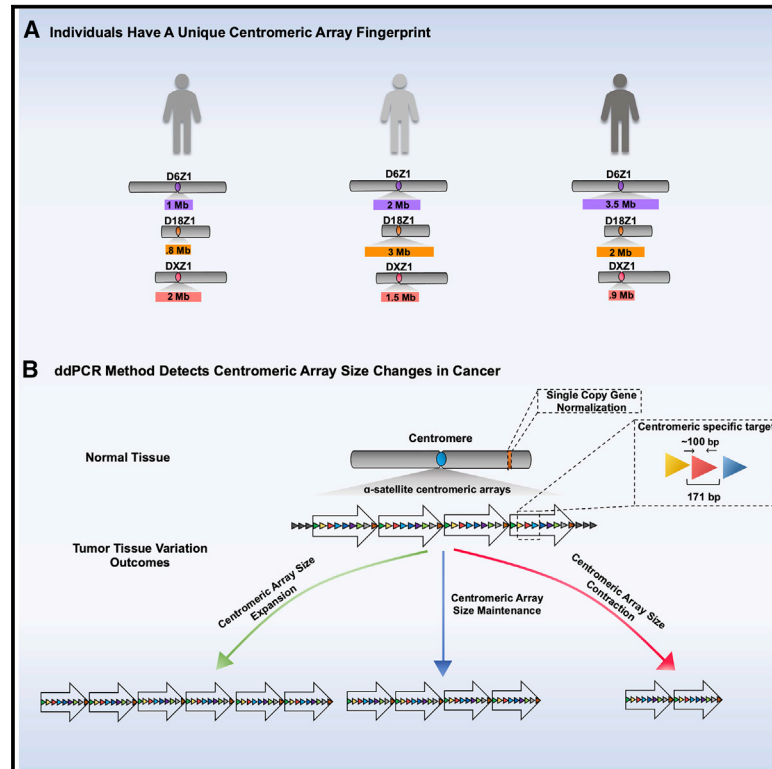 A Individuals Have A Unique Centromeric Array Fingerprint
D6Z1
D6Z1
D6Z1
1 Mb
2 Mb
3.5 Mb
D18Z1
D18Z1
D18Z1
.8 Mb
3 Mb
2 Mb
DXZ1
DXZ1
DXZ1
2 Mb
1.5 Mb
.9 Mb
B ddPCR Method Detects Centromeric Array Size Changes in Cancer
Single Copy Gene
Normalization
Centromeric specific target
~100 bp
171 bp
Normal Tissue
Centromere
α-satellite centromeric arrays
Tumor Tissue Variation
Outcomes
Centromeric Array Size
Expansion
Centromeric Array
Size Maintenance
Centromeric Array Size
Contraction